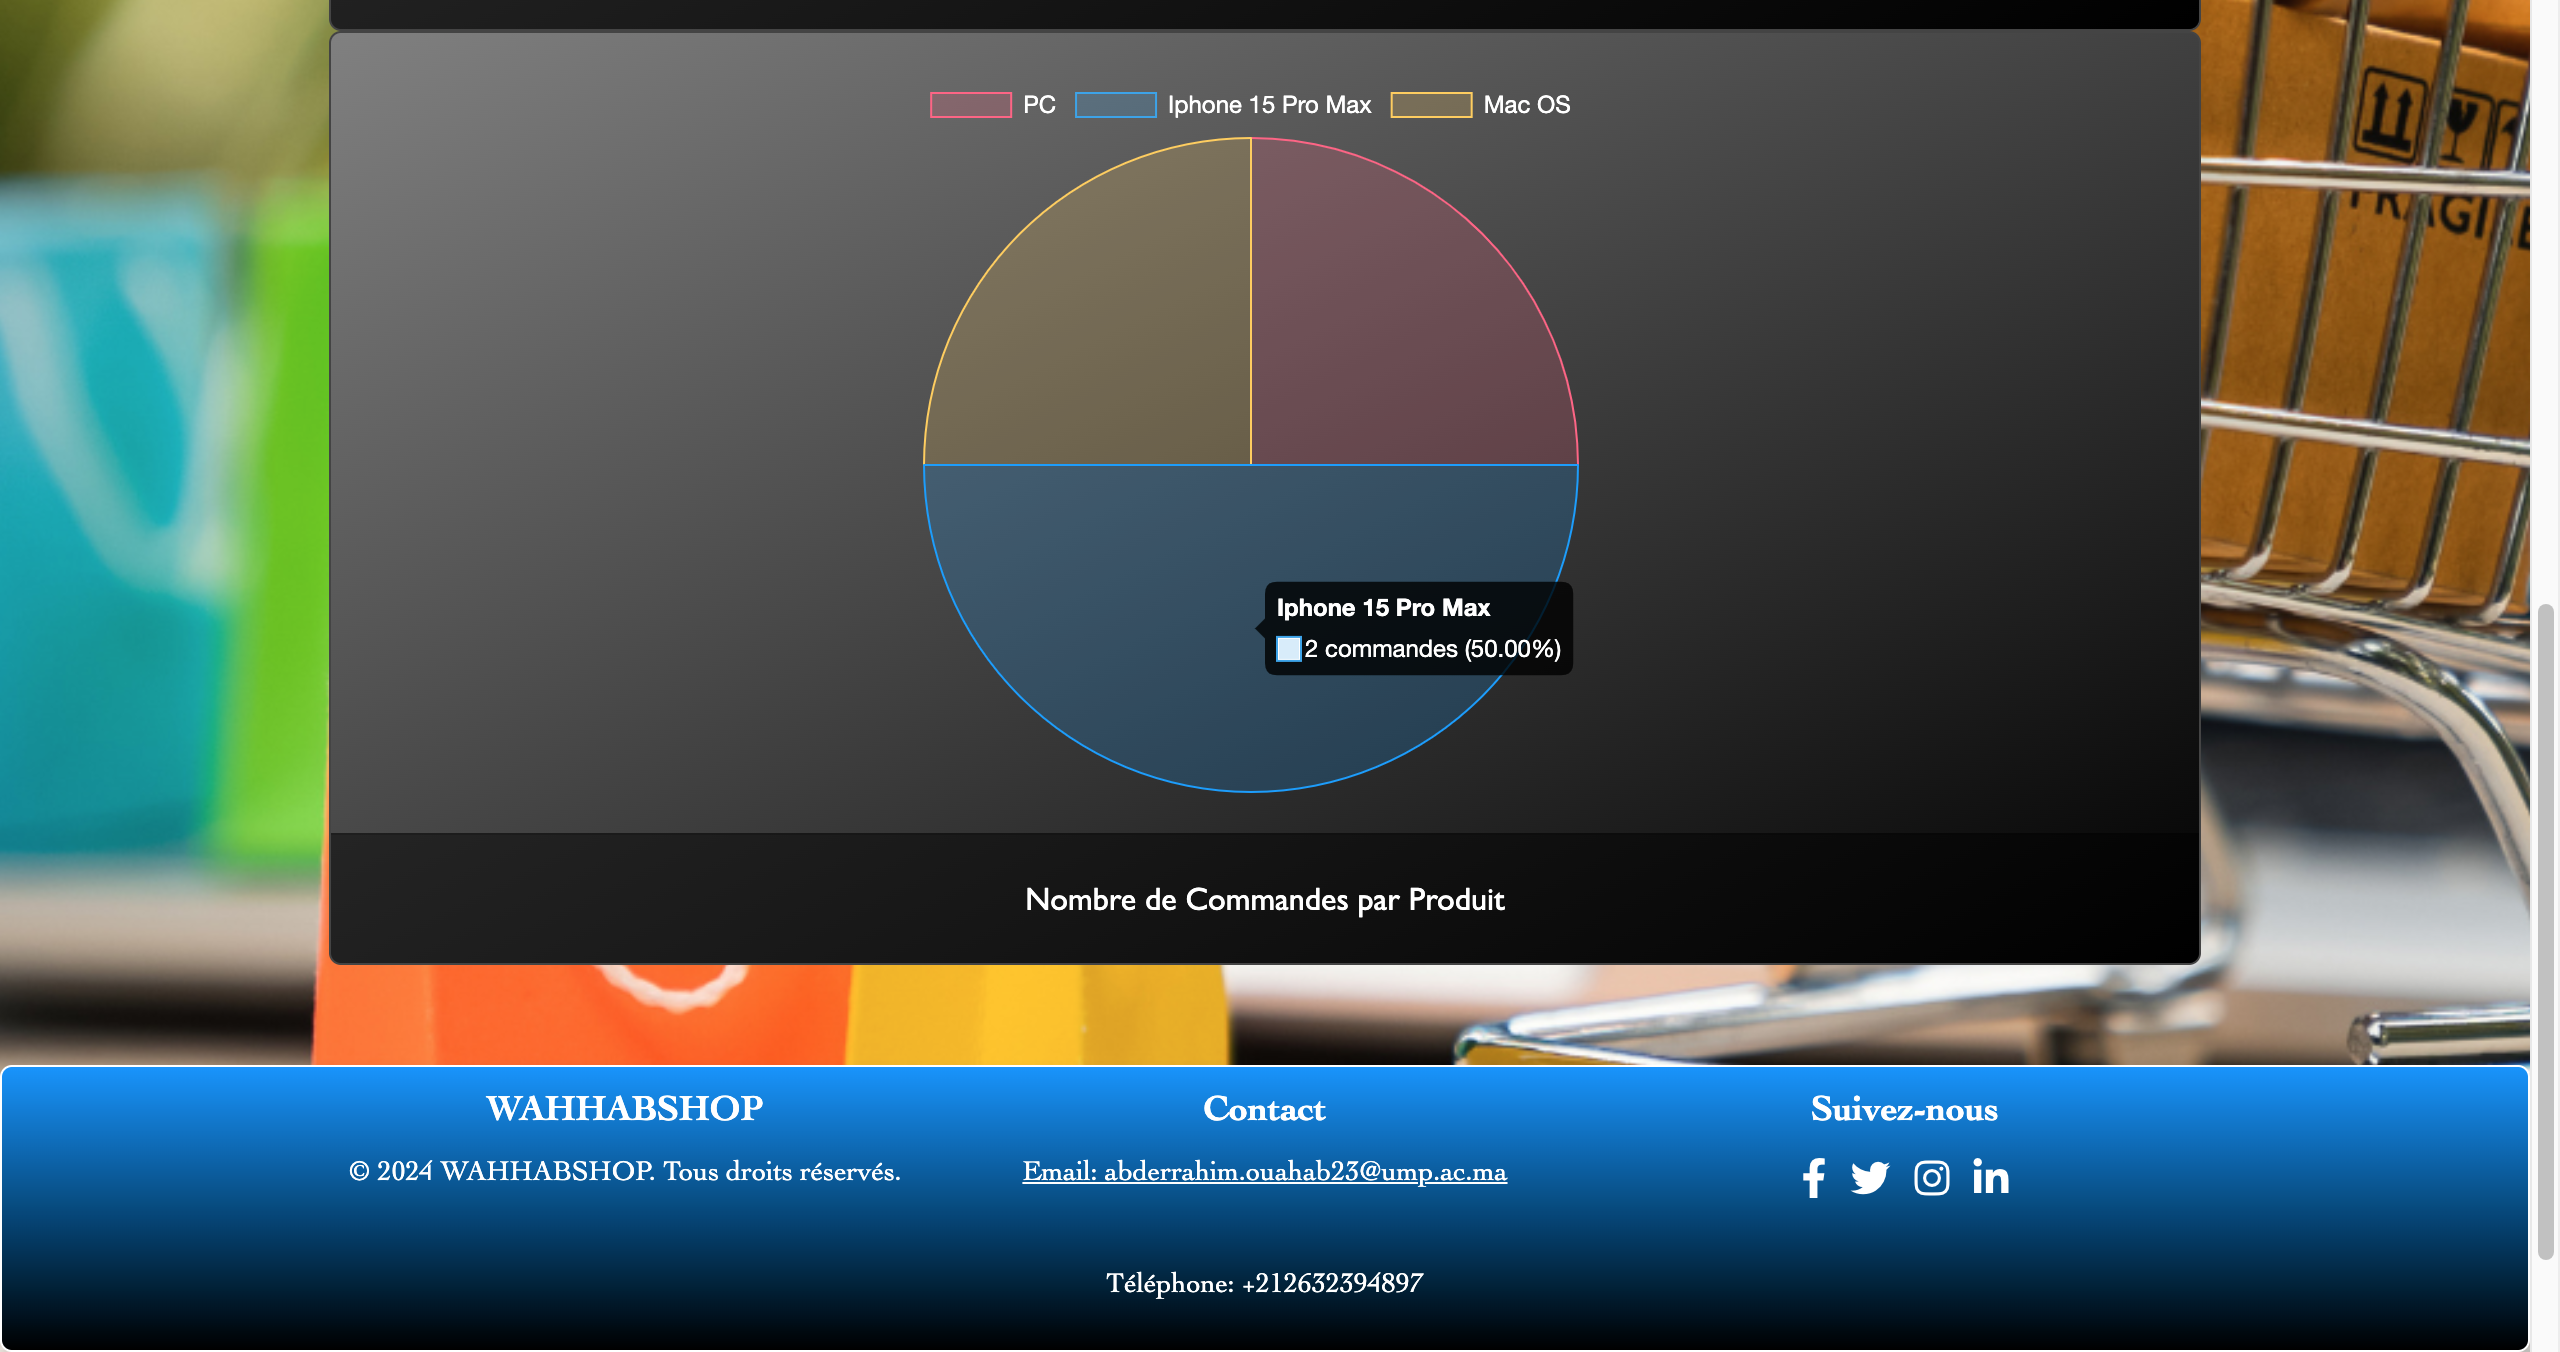 PC Iphone 15 Pro Max Mac OS
Iphone 15 Pro Max
2 commandes (50.00%)
Nombre de Commandes par Produit
WAHHABSHOP
© 2024 WAHHABSHOP. Tous droits réservés.
Contact
Email: abderrahim.ouahab23@ump.ac.ma
Téléphone: +212632394897
Suivez-nous